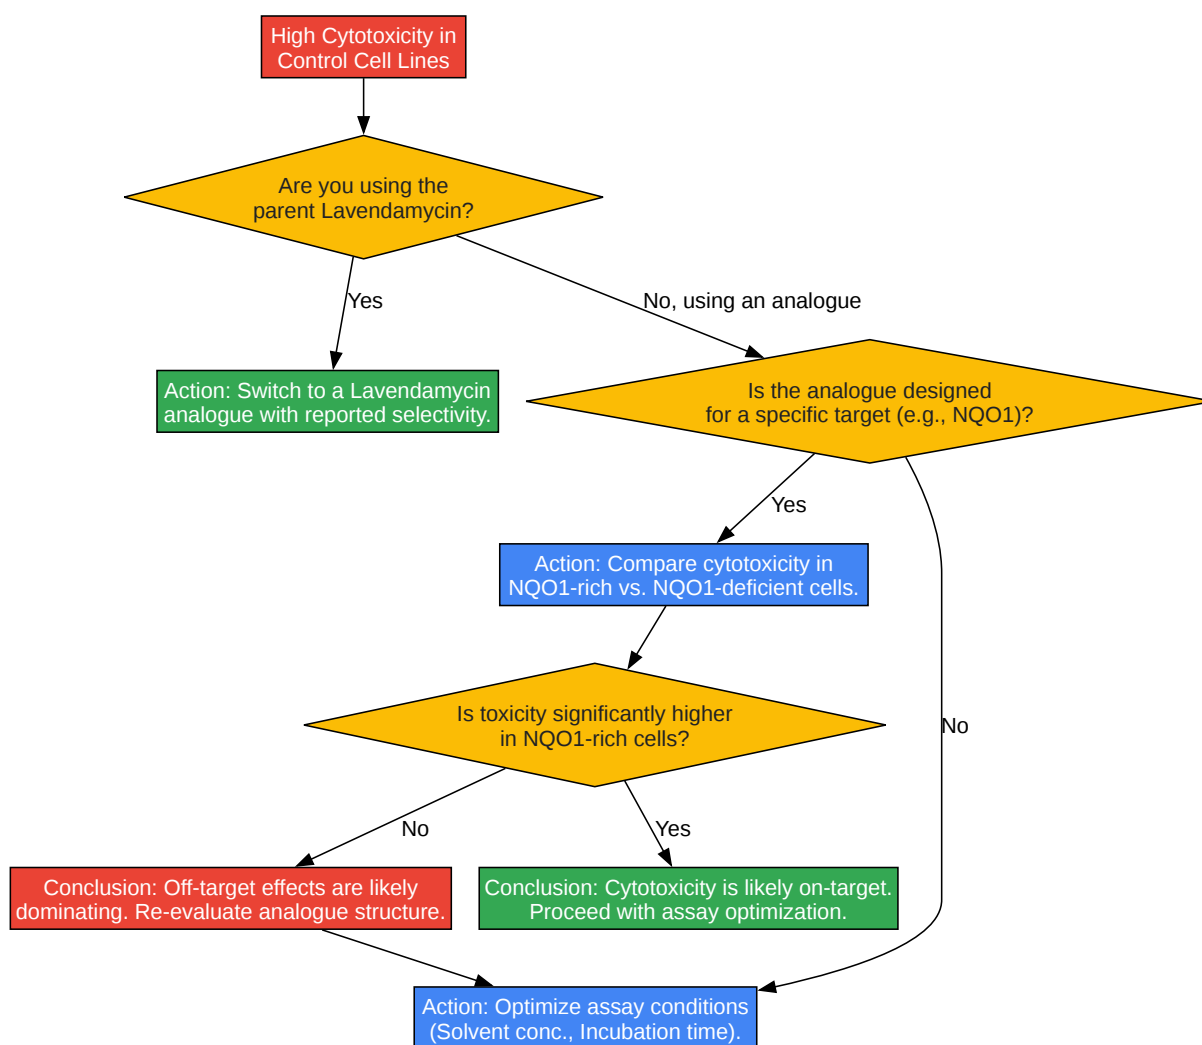 High Cytotoxicity in
Control Cell Lines
Are you using the
parent Lavendamycin?
Yes
No, using an analogue
Action: Switch to a Lavendamycin
analogue with reported selectivity.
Is the analogue designed
for a specific target (e.g., NQO1)?
Yes
Action: Compare cytotoxicity in
NQO1-rich vs. NQO1-deficient cells.
Is toxicity significantly higher
in NQO1-rich cells?
No
No
Yes
Conclusion: Off-target effects are likely
dominating. Re-evaluate analogue structure.
Conclusion: Cytotoxicity is likely on-target.
Proceed with assay optimization.
Action: Optimize assay conditions
(Solvent conc., Incubation time).